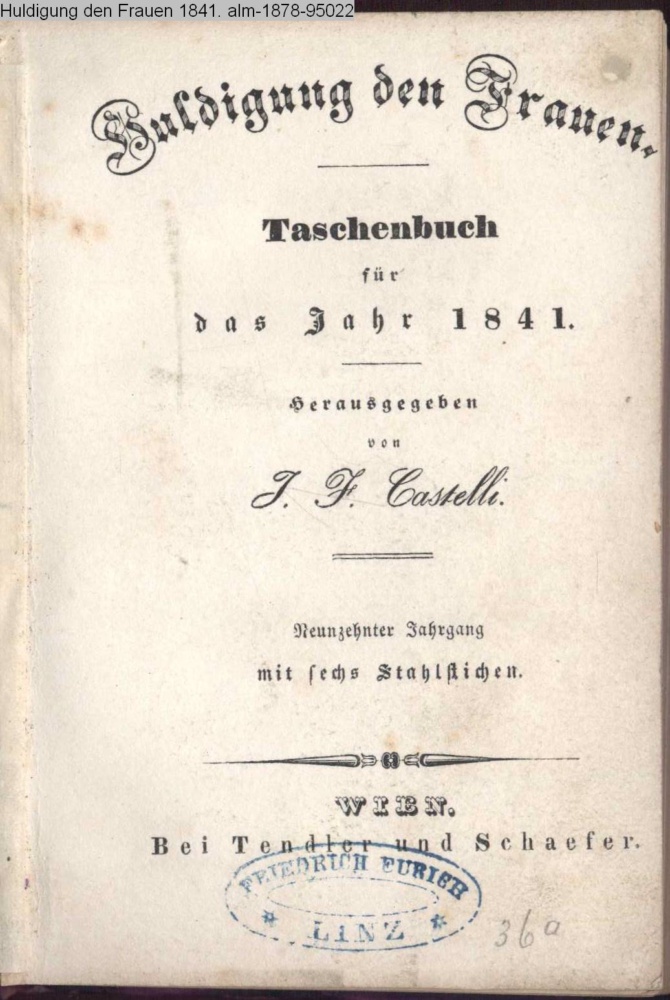 Huldigung den Frauen 1841. alm-1878-95022
Huldigung den Frauen.
Taschenbuch
für
das Jahr 1841.
Herausgegeben
von
J. F. Castelli.
Neunzehnter Jahrgang
mit sechs Stahlstichen.
WIEN.
Bei Tendler und Schaefer.
FRIEDRICH EURICH
* LINZ *
36a